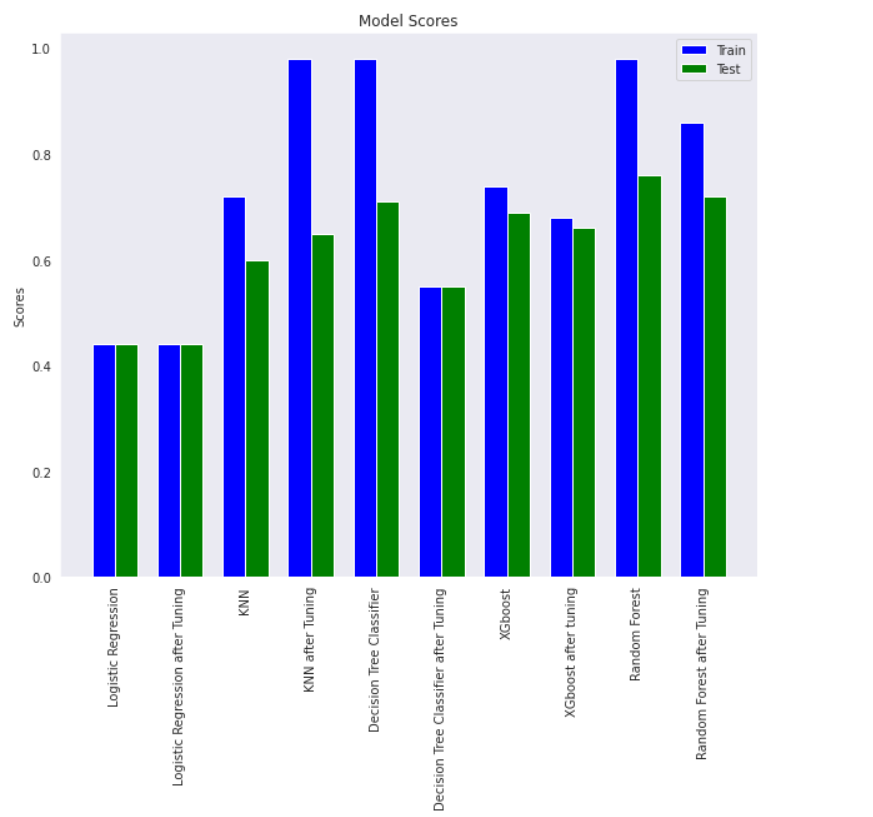 Model Scores
Train
Test
1.0
0.8
0.6
0.4
0.2
0.0
Scores
Logistic Regression
Logistic Regression after Tuning
KNN
KNN after Tuning
Decision Tree Classifier
Decision Tree Classifier after Tuning
XGboost
XGboost after tuning
Random Forest
Random Forest after Tuning